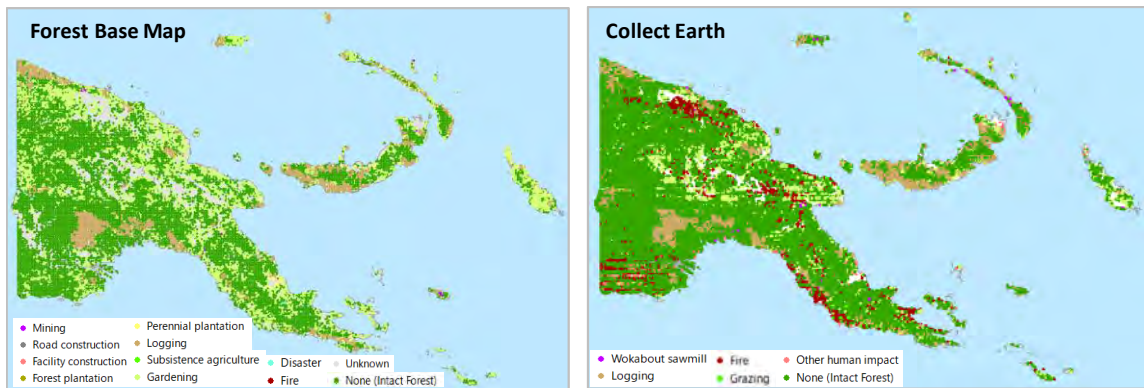 Forest Base Map
Mining
Road construction
Facility construction
Forest plantation
Perennial plantation
Logging
Subsistence agriculture
Gardening
Disaster
Fire
Unknown
None (Intact Forest)
Collect Earth
Wokabout sawmill
Logging
Fire
Grazing
Other human impact
None (Intact Forest)